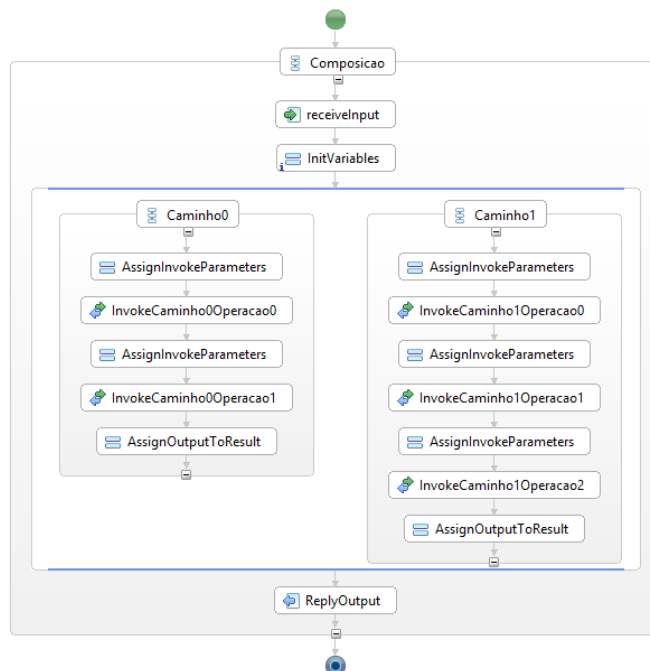 Composicao
receiveInput
InitVariables
Caminho0
AssignInvokeParameters
InvokeCaminho0Operacao0
AssignInvokeParameters
InvokeCaminho0Operacao1
AssignOutputToResult
Caminho1
AssignInvokeParameters
InvokeCaminho1Operacao0
AssignInvokeParameters
InvokeCaminho1Operacao1
AssignInvokeParameters
InvokeCaminho1Operacao2
AssignOutputToResult
ReplyOutput